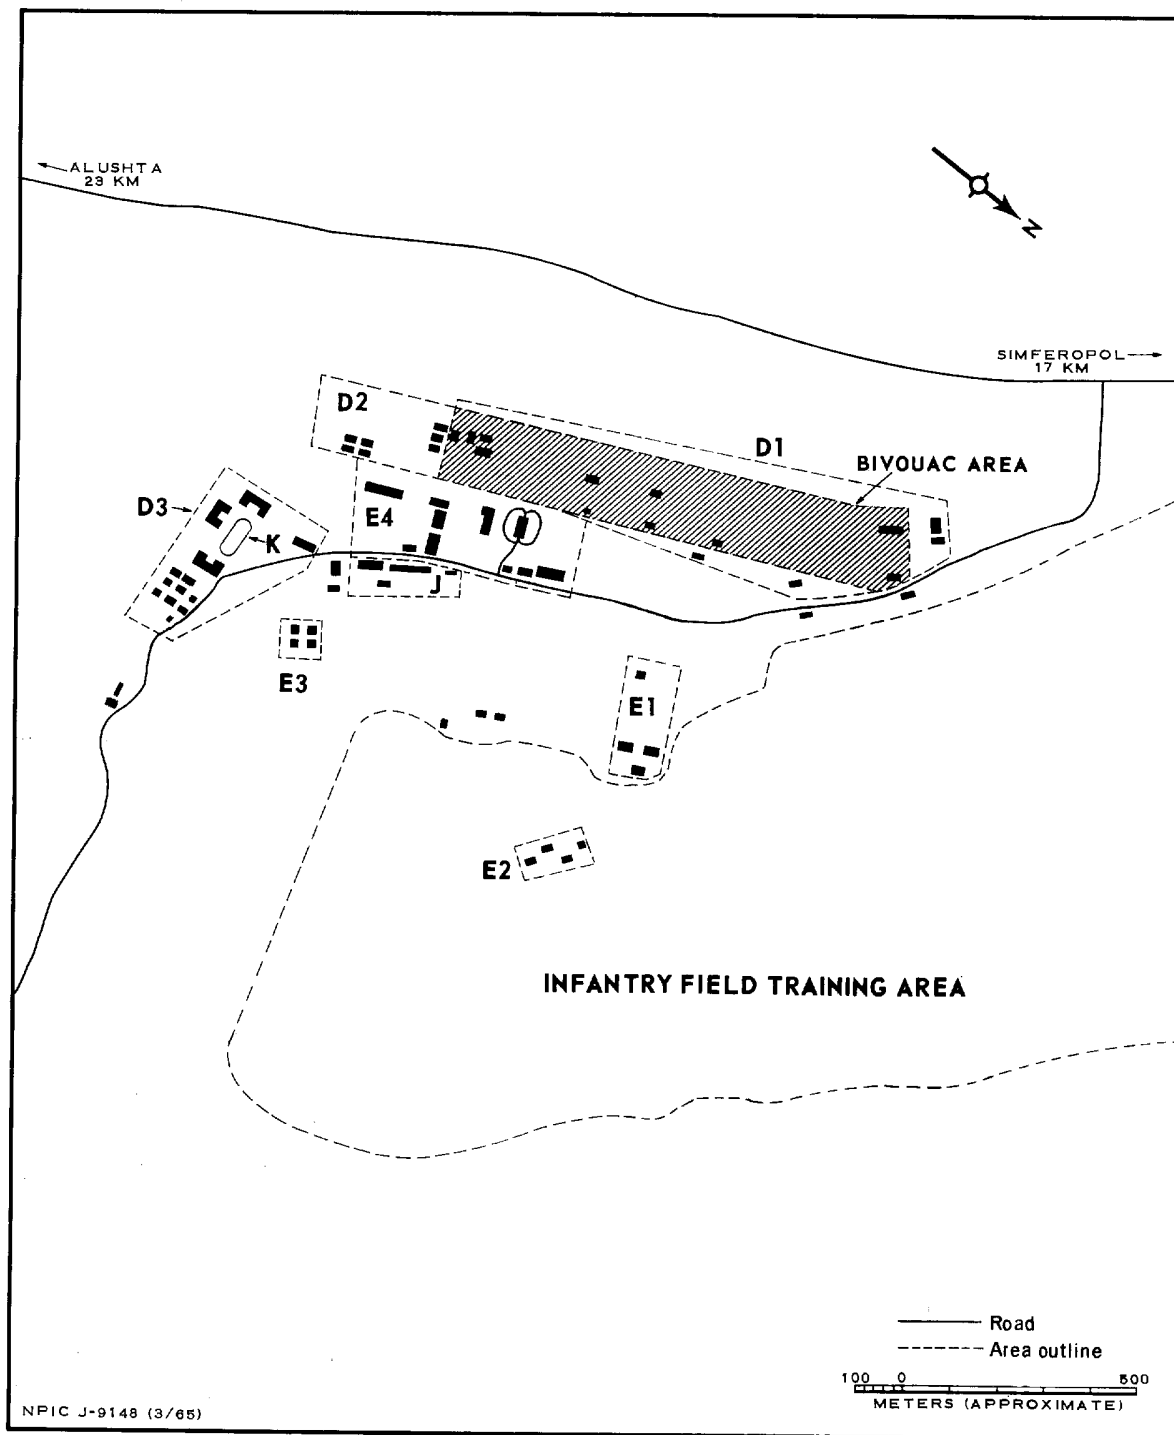 ALUSHTA
23 KM
N
SIMFEROPOL
17 KM
D2
D1
BIVOUAC AREA
D3
K
E4
J
E3
E1
E2
INFANTRY FIELD TRAINING AREA
Road
Area outline
100 0 500
METERS (APPROXIMATE)
NPIC J-9148 (3/65)